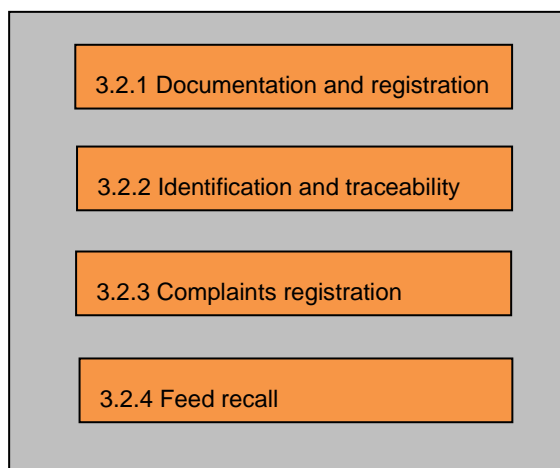 3.2.1 Documentation and registration
3.2.2 Identification and traceability
3.2.3 Complaints registration
3.2.4 Feed recall